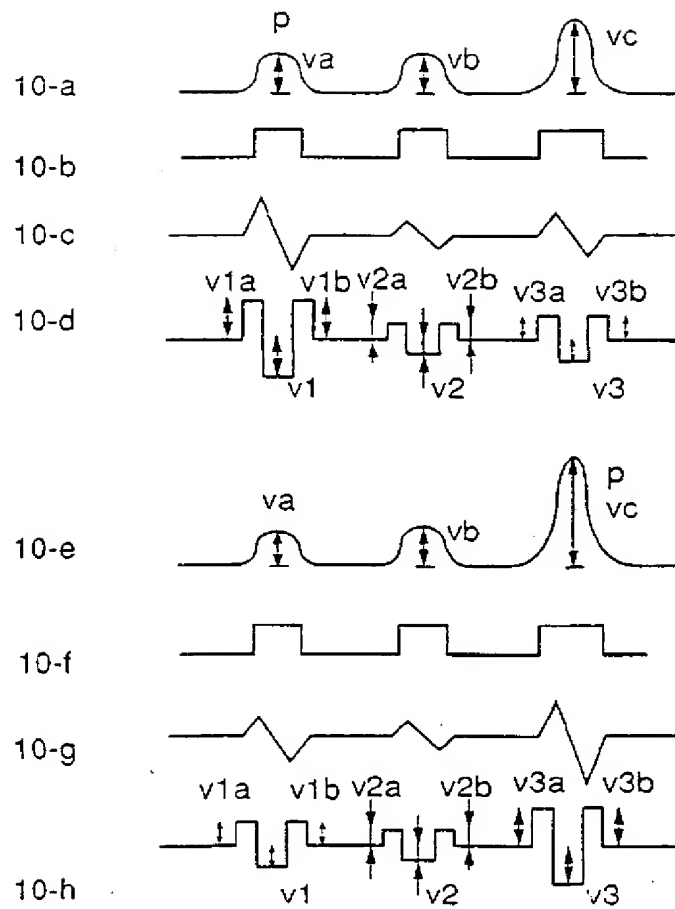 p
va vb vc
10-a
10-b
10-c
v1a v1b v2a v2b v3a v3b
10-d
v1 v2 v3
va p
vb vc
10-e
10-f
10-g
v1a v1b v2a v2b v3a v3b
10-h
v1 v2 v3